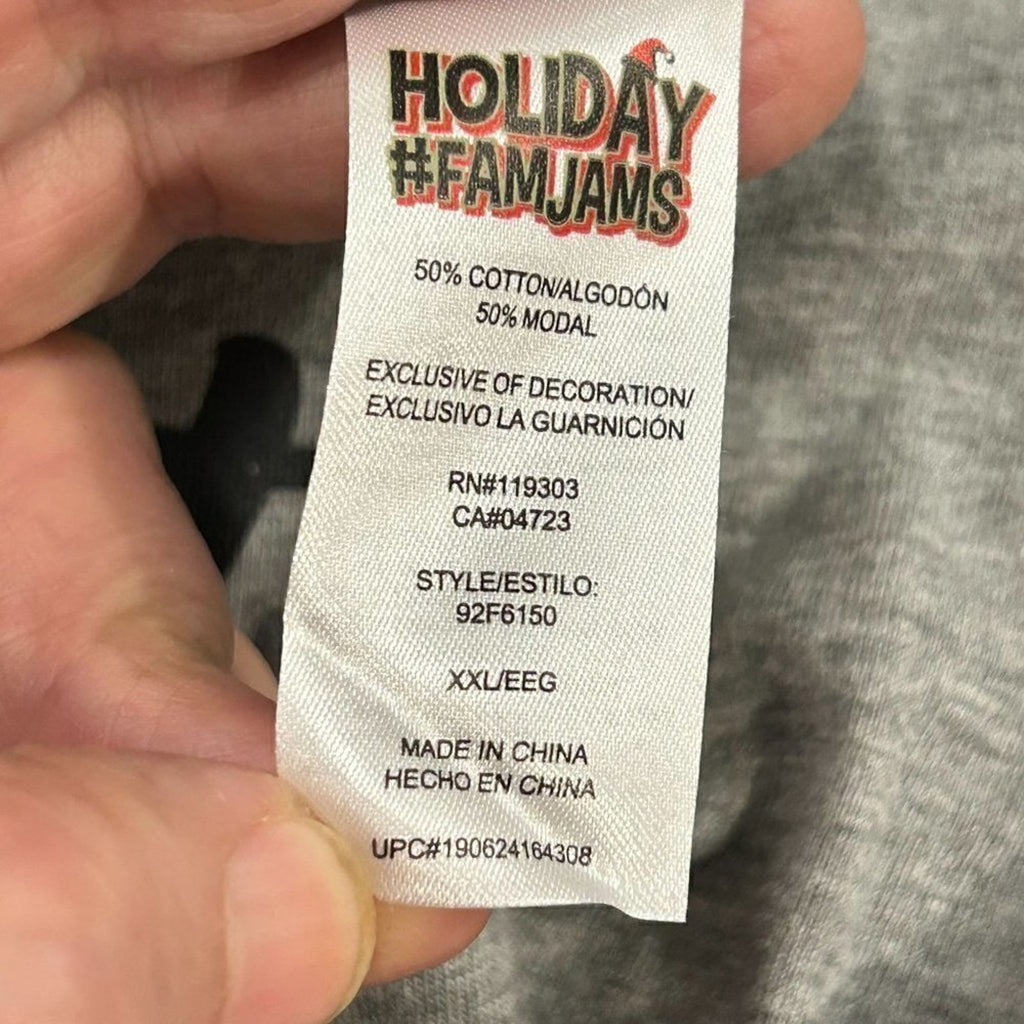 HOLIDAY
#FAMJAMS
50% COTTON/ALGODÓN
50% MODAL
EXCLUSIVE OF DECORATION/
EXCLUSIVO LA GUARNICIÓN
RN#119303
CA#04723
STYLE/ESTILO:
92F6150
XXL/EEG
MADE IN CHINA
HECHO EN CHINA
UPC#190624164308